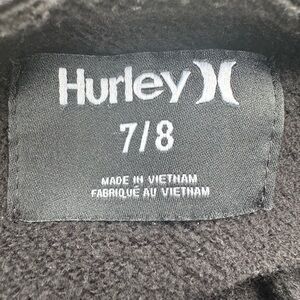 Hurley
7/8
MADE IN VIETNAM
FABRIQUÉ AU VIETNAM